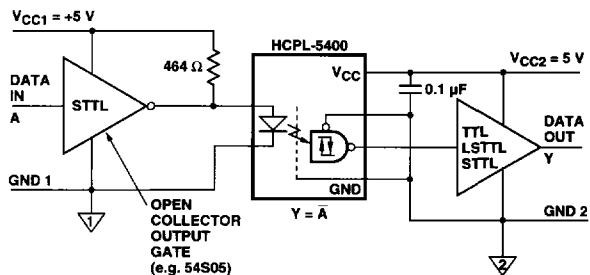 VCC1 = +5 V
464 Ω
DATA
IN
A
STTL
GND 1
1
OPEN
COLLECTOR
OUTPUT
GATE
(e.g. 54S05)
HCPL-5400
VCC
GND
Y = A̅
0.1 µF
VCC2 = 5 V
TTL
LSTTL
STTL
DATA
OUT
Y
GND 2
2